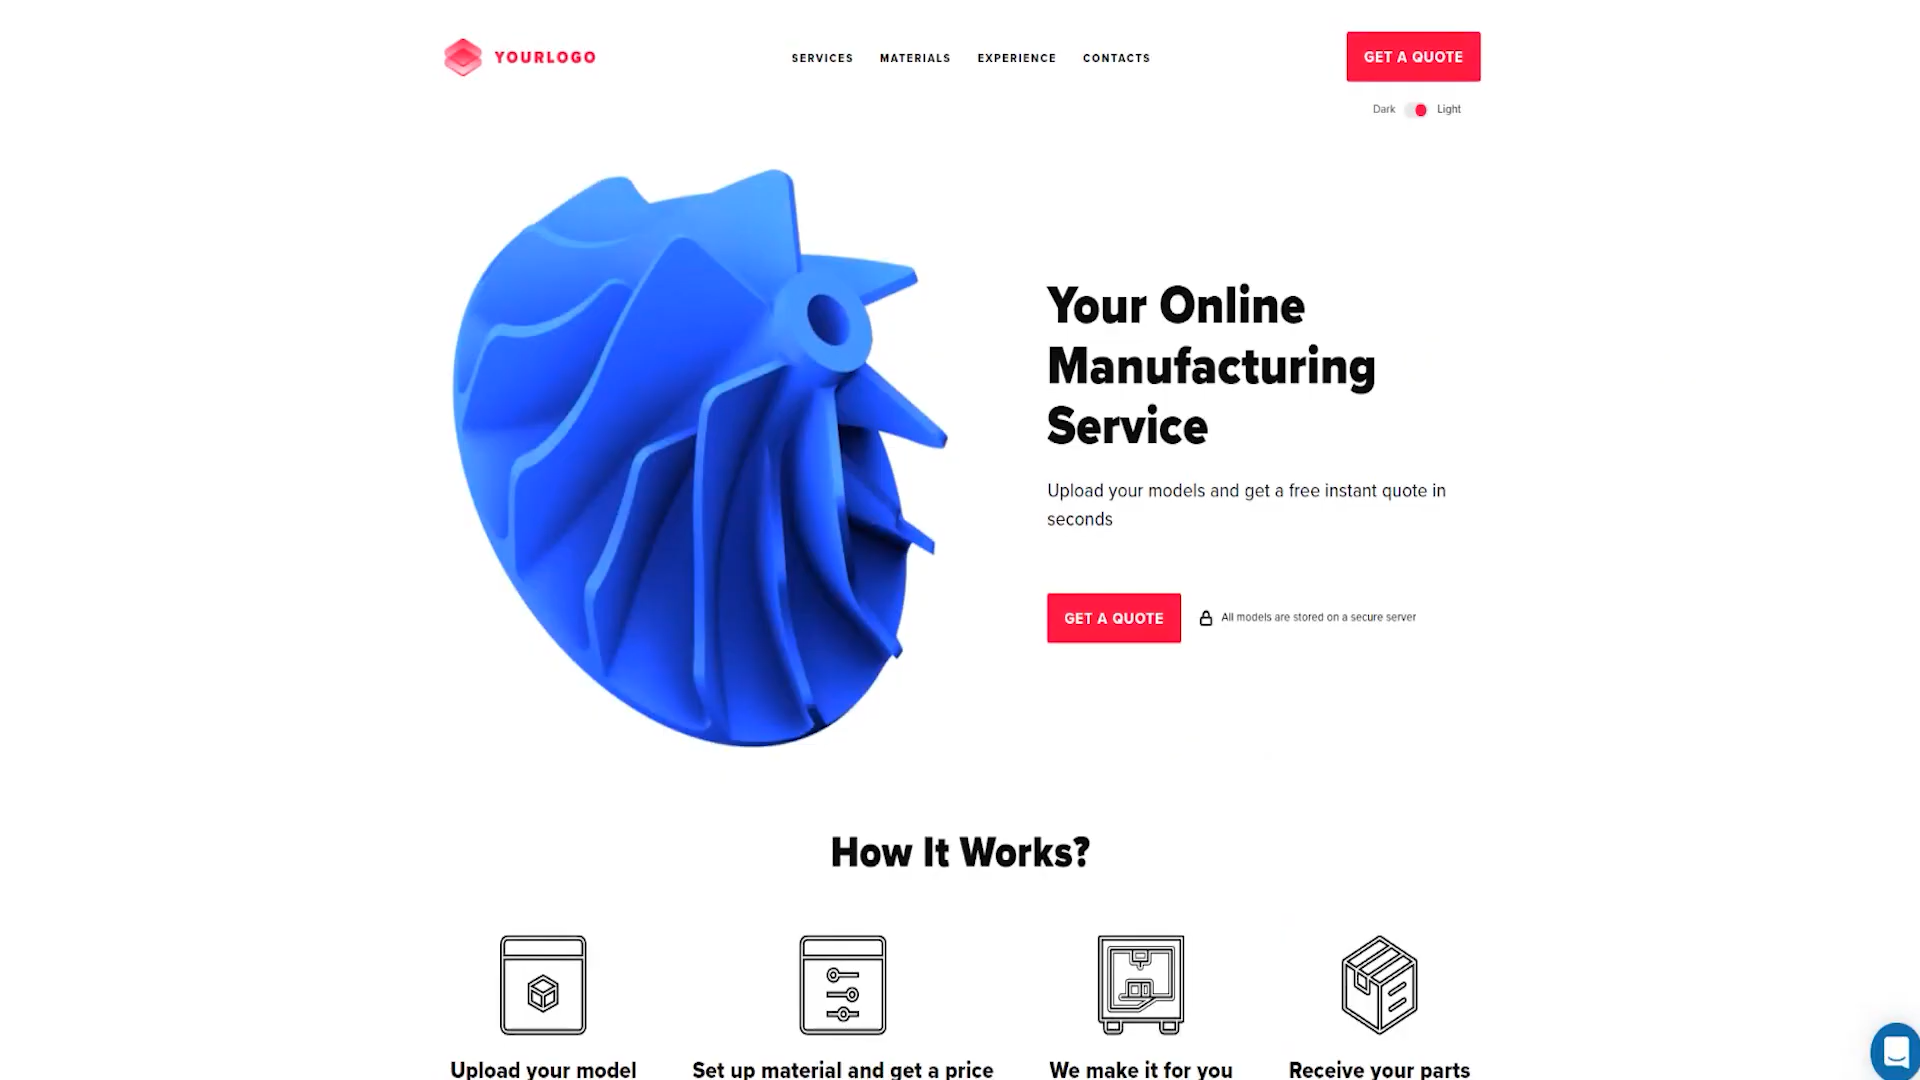 YOURLOGO
SERVICES MATERIALS EXPERIENCE CONTACTS
GET A QUOTE
Dark Light
Your Online
Manufacturing
Service
Upload your models and get a free instant quote in
seconds
GET A QUOTE
All models are stored on a secure server
How It Works?
Upload your model
Set up material and get a price
We make it for you
Receive your parts